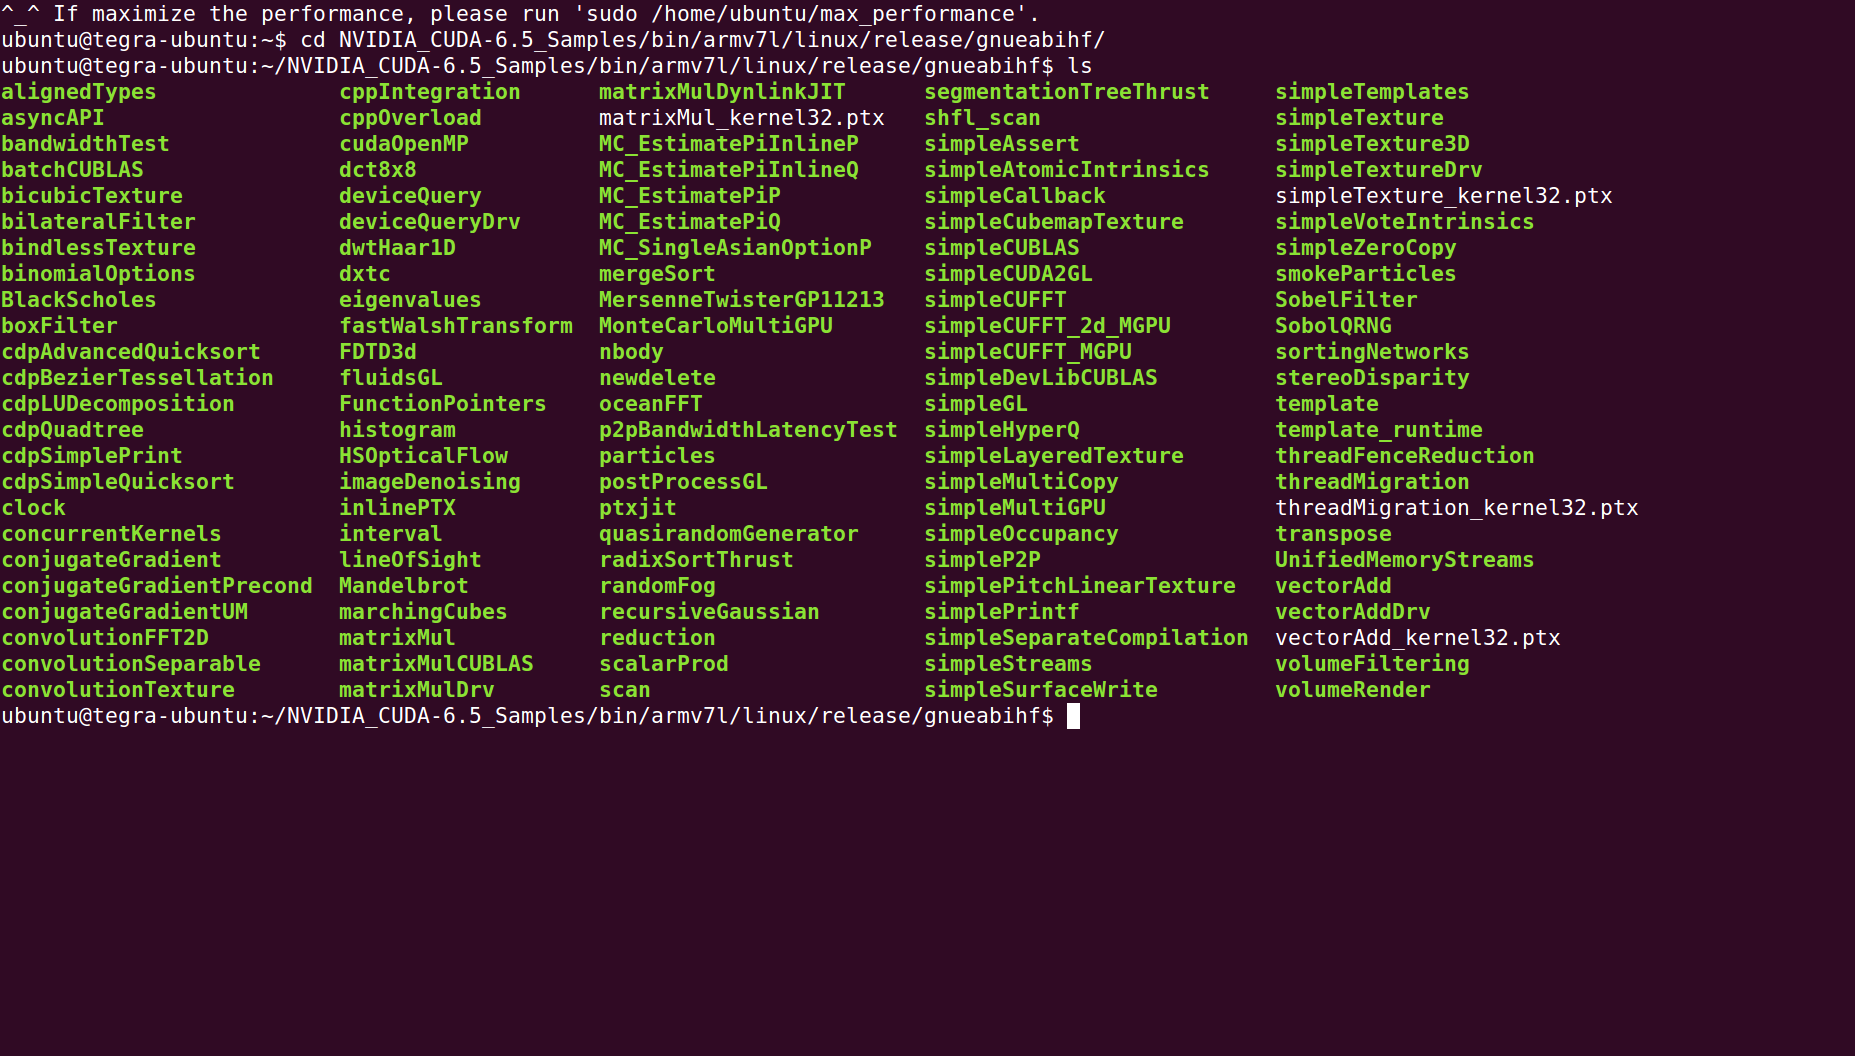 ^_^ If maximize the performance, please run 'sudo /home/ubuntu/max_performance'.
ubuntu@tegra-ubuntu:~$ cd NVIDIA_CUDA-6.5_Samples/bin/armv7l/linux/release/gnueabihf/
ubuntu@tegra-ubuntu:~/NVIDIA_CUDA-6.5_Samples/bin/armv7l/linux/release/gnueabihf$ ls
alignedTypes cppIntegration matrixMulDynlinkJIT segmentationTreeThrust simpleTemplates
asyncAPI cppOverload matrixMul_kernel32.ptx shfl_scan simpleTexture
bandwidthTest cudaOpenMP MC_EstimatePiInlineP simpleAssert simpleTexture3D
batchCUBLAS dct8x8 MC_EstimatePiInlineQ simpleAtomicIntrinsics simpleTextureDrv
bicubicTexture deviceQuery MC_EstimatePiP simpleCallback simpleTexture_kernel32.ptx
bilateralFilter deviceQueryDrv MC_EstimatePiQ simpleCubemapTexture simpleVoteIntrinsics
bindlessTexture dwtHaar1D MC_SingleAsianOptionP simpleCUBLAS simpleZeroCopy
binomialOptions dxtc mergeSort simpleCUDA2GL smokeParticles
BlackScholes eigenvalues MersenneTwisterGP11213 simpleCUFFT SobelFilter
boxFilter fastWalshTransform MonteCarloMultiGPU simpleCUFFT_2d_MGPU SobolQRNG
cdpAdvancedQuicksort FDTD3d nbody simpleCUFFT_MGPU sortingNetworks
cdpBezierTessellation fluidsGL newdelete simpleDevLibCUBLAS stereoDisparity
cdpLUDecomposition FunctionPointers oceanFFT simpleGL template
cdpQuadtree histogram p2pBandwidthLatencyTest simpleHyperQ template_runtime
cdpSimplePrint HSOpticalFlow particles simpleLayeredTexture threadFenceReduction
cdpSimpleQuicksort imageDenoising postProcessGL simpleMultiCopy threadMigration
clock inlinePTX ptxjit simpleMultiGPU threadMigration_kernel32.ptx
concurrentKernels interval quasirandomGenerator simpleOccupancy transpose
conjugateGradient lineOfSight radixSortThrust simpleP2P UnifiedMemoryStreams
conjugateGradientPrecond Mandelbrot randomFog simplePitchLinearTexture vectorAdd
conjugateGradientUM marchingCubes recursiveGaussian simplePrintf vectorAddDrv
convolutionFFT2D matrixMul reduction simpleSeparateCompilation vectorAdd_kernel32.ptx
convolutionSeparable matrixMulCUBLAS scalarProd simpleStreams volumeFiltering
convolutionTexture matrixMulDrv scan simpleSurfaceWrite volumeRender
ubuntu@tegra-ubuntu:~/NVIDIA_CUDA-6.5_Samples/bin/armv7l/linux/release/gnueabihf$